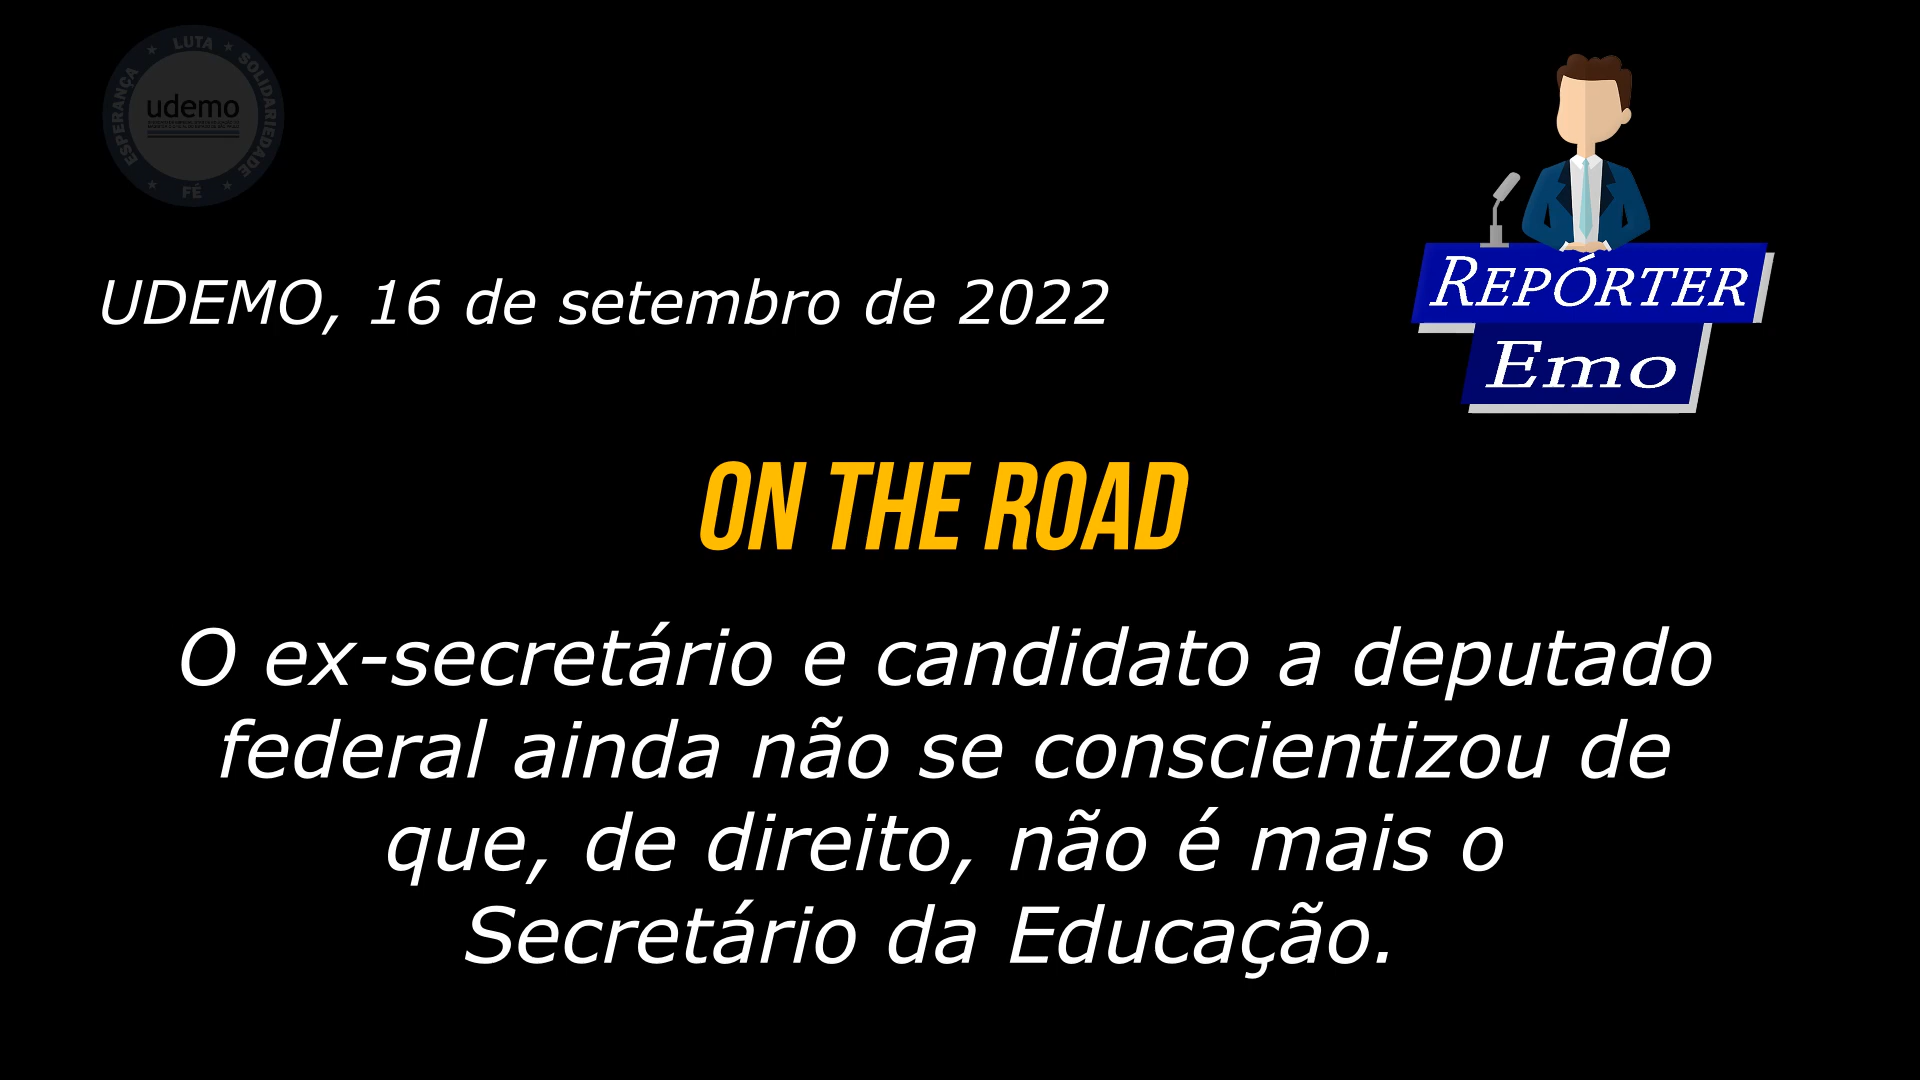 LUTA
SOLIDARIEDADE
ESPERANÇA
FÉ
udemo
REPÓRTER
Emo
UDEMO, 16 de setembro de 2022
ON THE ROAD
O ex-secretário e candidato a deputado
federal ainda não se conscientizou de
que, de direito, não é mais o
Secretário da Educação.